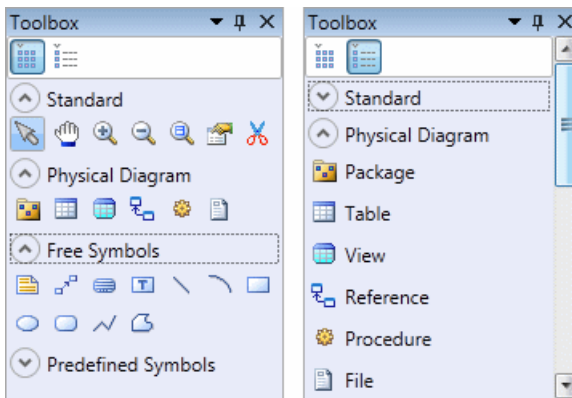 Toolbox
Standard
Physical Diagram
Free Symbols
T
Predefined Symbols
Toolbox
Standard
Physical Diagram
Package
Table
View
Reference
Procedure
File